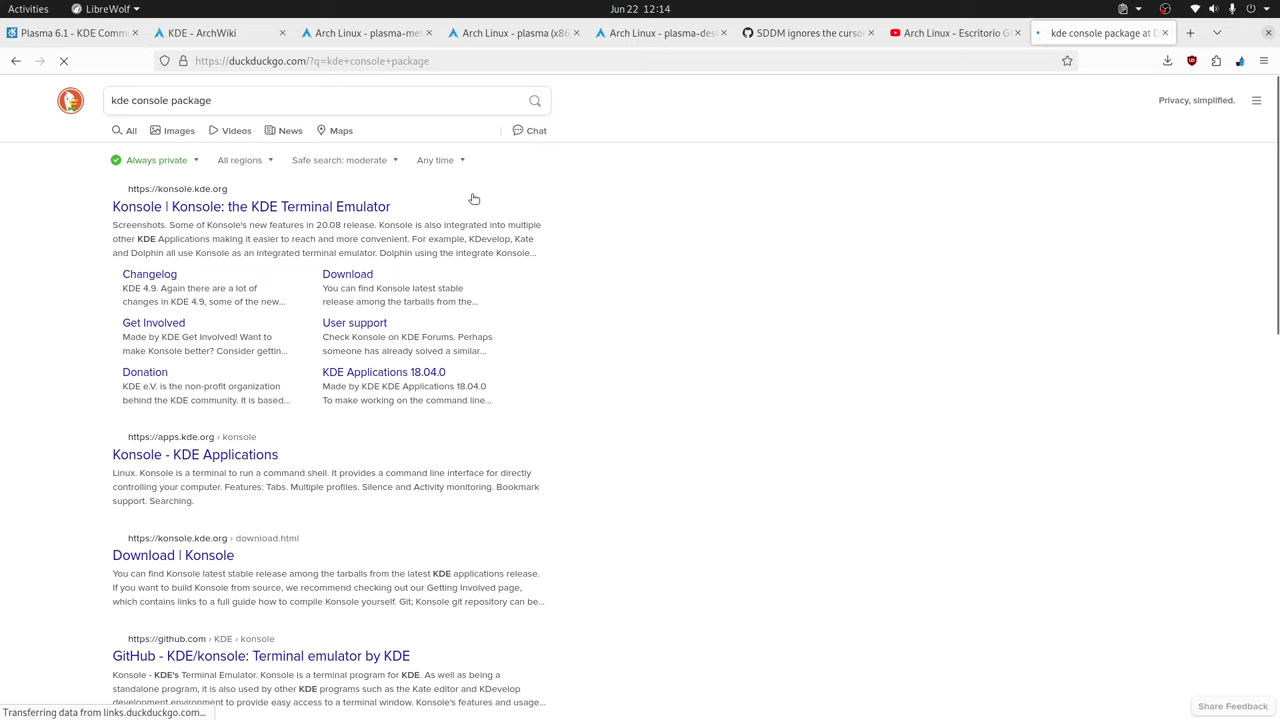 Activities
LibreWolf
Jun 22 12:14
Plasma 6.1 - KDE Comm
KDE - ArchWiki
Arch Linux - plasma-met
Arch Linux - plasma (x86
Arch Linux - plasma-des
SDDM ignores the curso
Arch Linux - Escritorio G
kde console package at D
https://duckduckgo.com/?q=kde+console+package
kde console package
Privacy, simplified.
All
Images
Videos
News
Maps
Chat
Always private
All regions
Safe search: moderate
Any time
https://konsole.kde.org
Konsole | Konsole: the KDE Terminal Emulator
Screenshots. Some of Konsole's new features in 20.08 release. Konsole is also integrated into multiple
other KDE Applications making it easier to reach and more convenient. For example, KDevelop, Kate
and Dolphin all use Konsole as an integrated terminal emulator. Dolphin using the integrate Konsole...
Changelog
KDE 4.9. Again there are a lot of
changes in KDE 4.9, some of the new...
Download
You can find Konsole latest stable
release among the tarballs from the...
Get Involved
Made by KDE Get Involved! Want to
make Konsole better? Consider gettin...
User support
Check Konsole on KDE Forums. Perhaps
someone has already solved a similar...
Donation
KDE e.V. is the non-profit organization
behind the KDE community. It is based...
KDE Applications 18.04.0
Made by KDE KDE Applications 18.04.0
To make working on the command line...
https://apps.kde.org › konsole
Konsole - KDE Applications
Linux. Konsole is a terminal to run a command shell. It provides a command line interface for directly
controlling your computer. Features: Tabs. Multiple profiles. Silence and Activity monitoring. Bookmark
support. Searching.
https://konsole.kde.org › download.html
Download | Konsole
You can find Konsole latest stable release among the tarballs from the latest KDE applications release.
If you want to build Konsole from source, we recommend checking out our Getting Involved page,
which contains links to a full guide how to compile Konsole yourself. Git; Konsole git repository can be...
https://github.com › KDE › konsole
GitHub - KDE/konsole: Terminal emulator by KDE
Konsole - KDE's Terminal Emulator. Konsole is a terminal program for KDE. As well as being a
standalone program, it is also used by other KDE programs such as the Kate editor and KDevelop
development environment to provide easy access to a terminal window. Konsole's features and usage...
Share Feedback
Transferring data from links.duckduckgo.com...